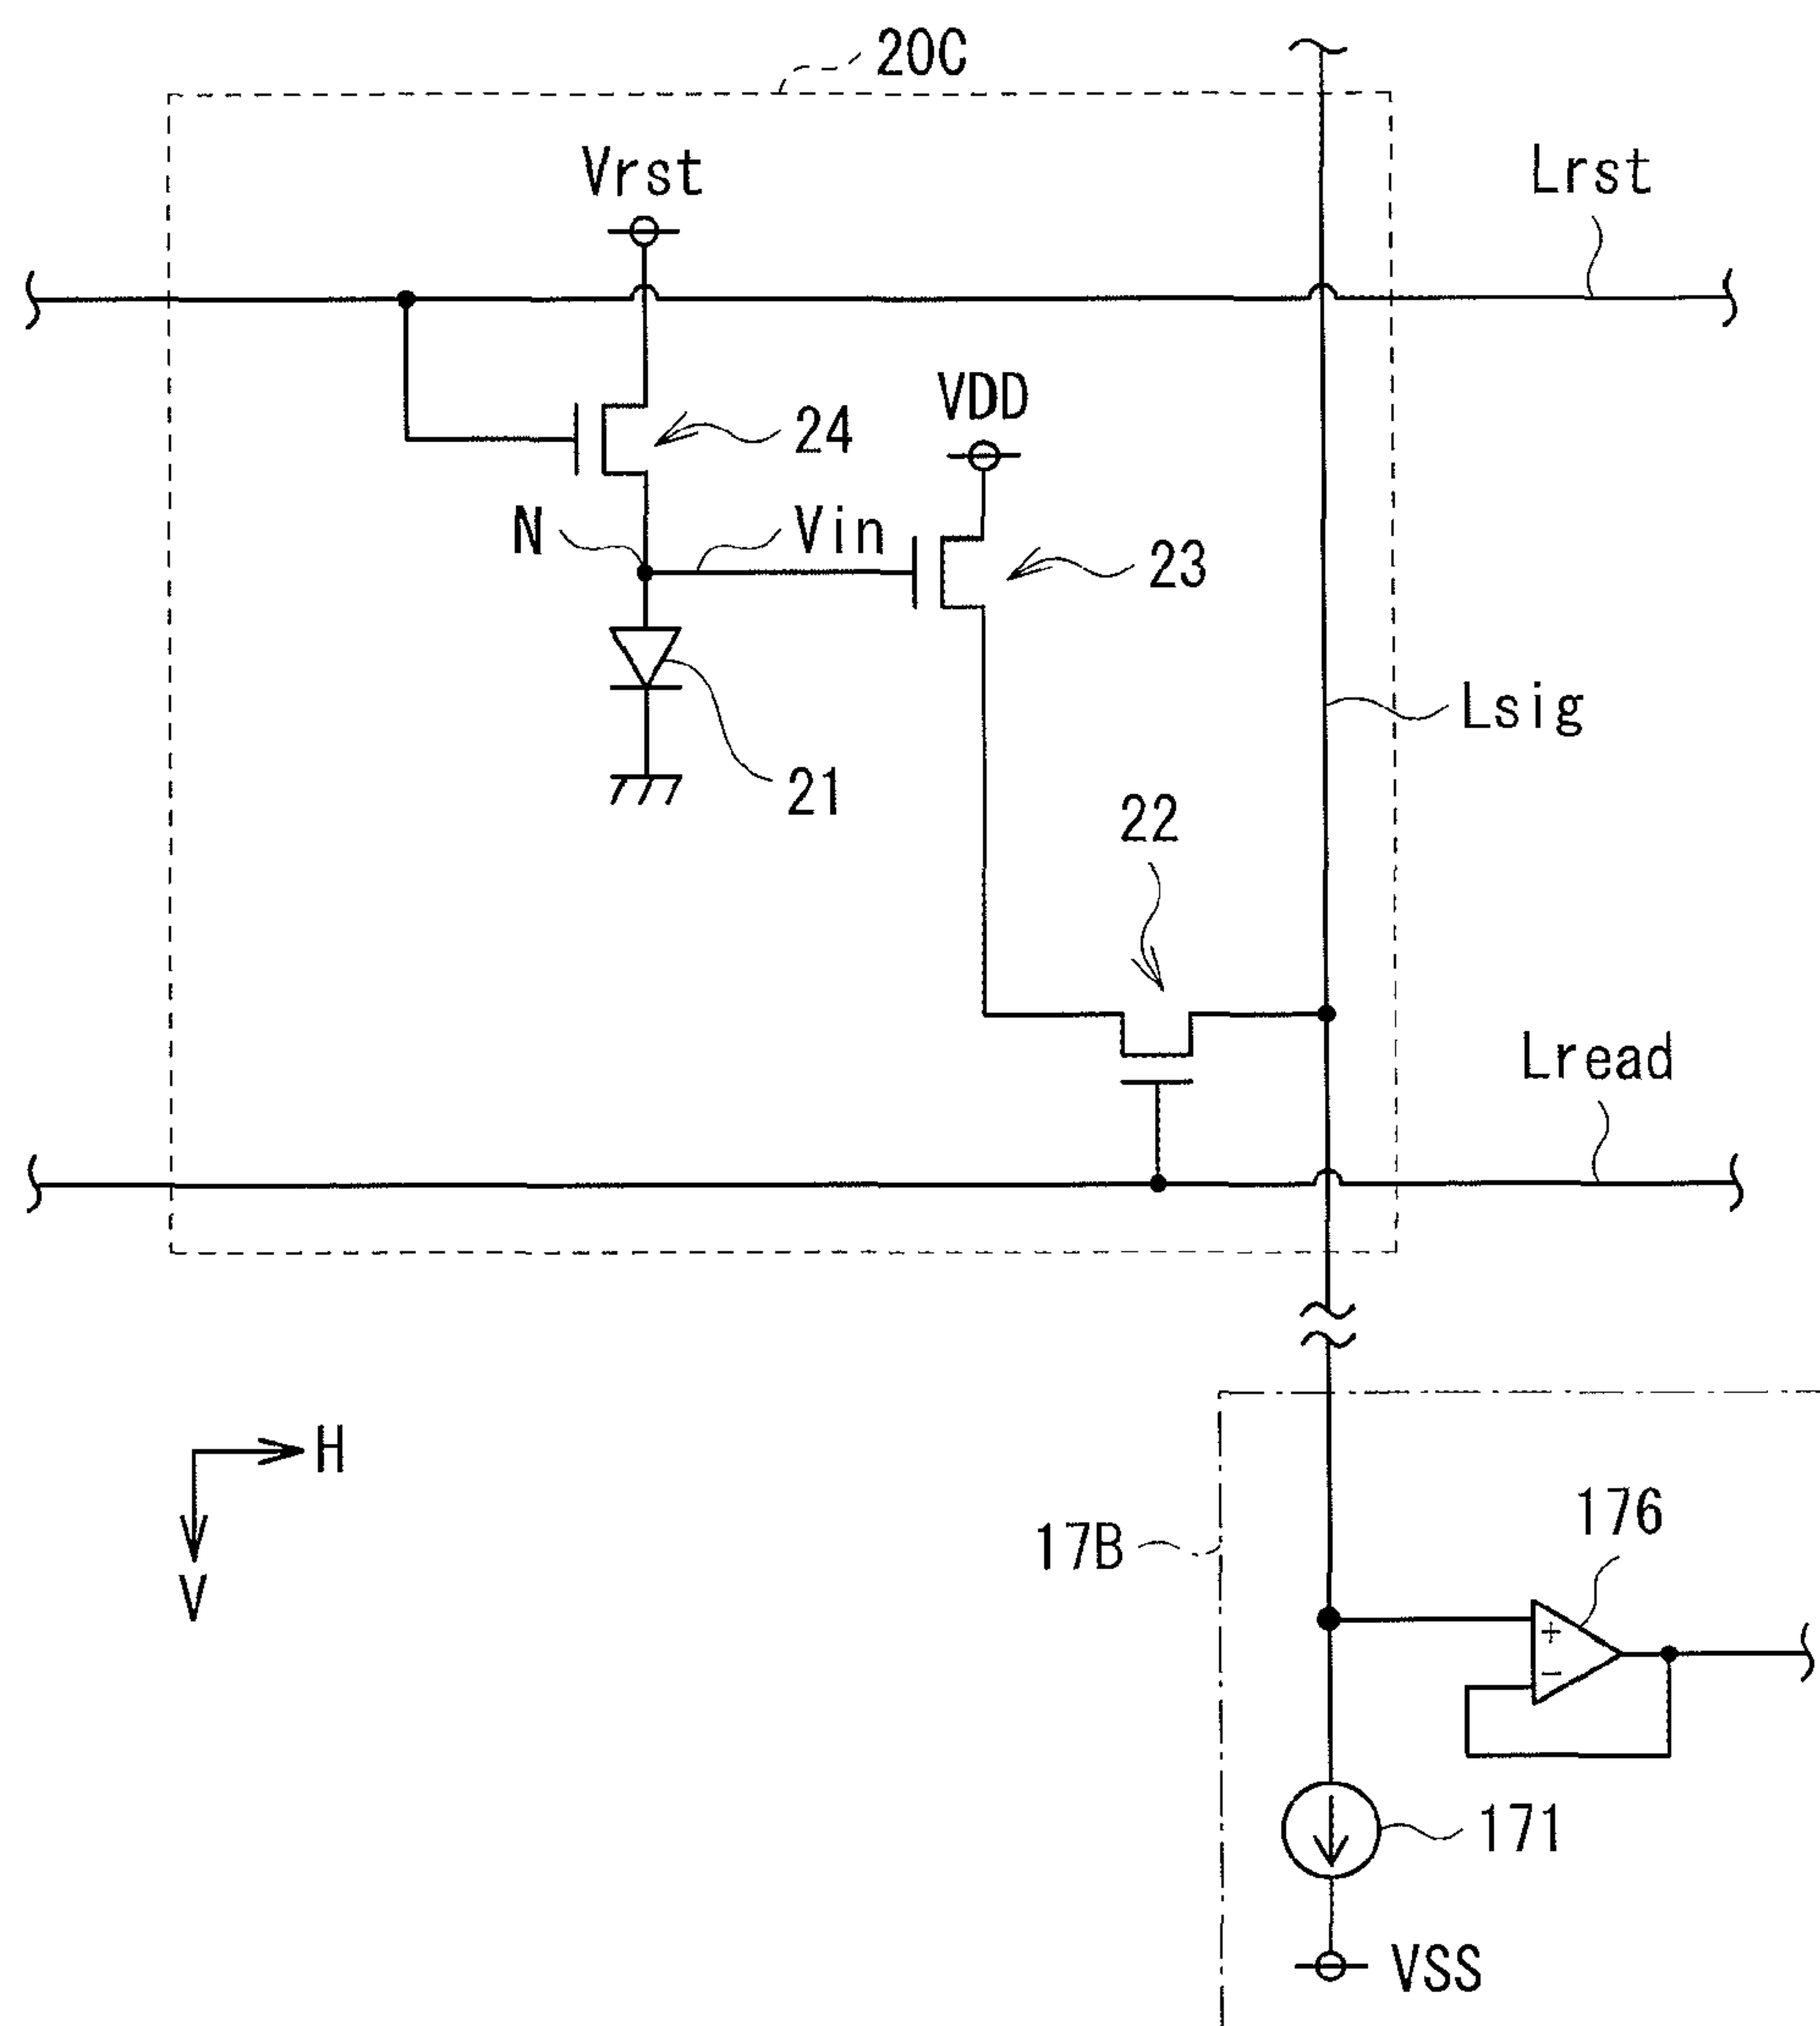 20C
Vrst
Lrst
VDD
24
N
Vin
23
Lsig
21
22
Lread
H
V
17B
176
+
−
171
VSS